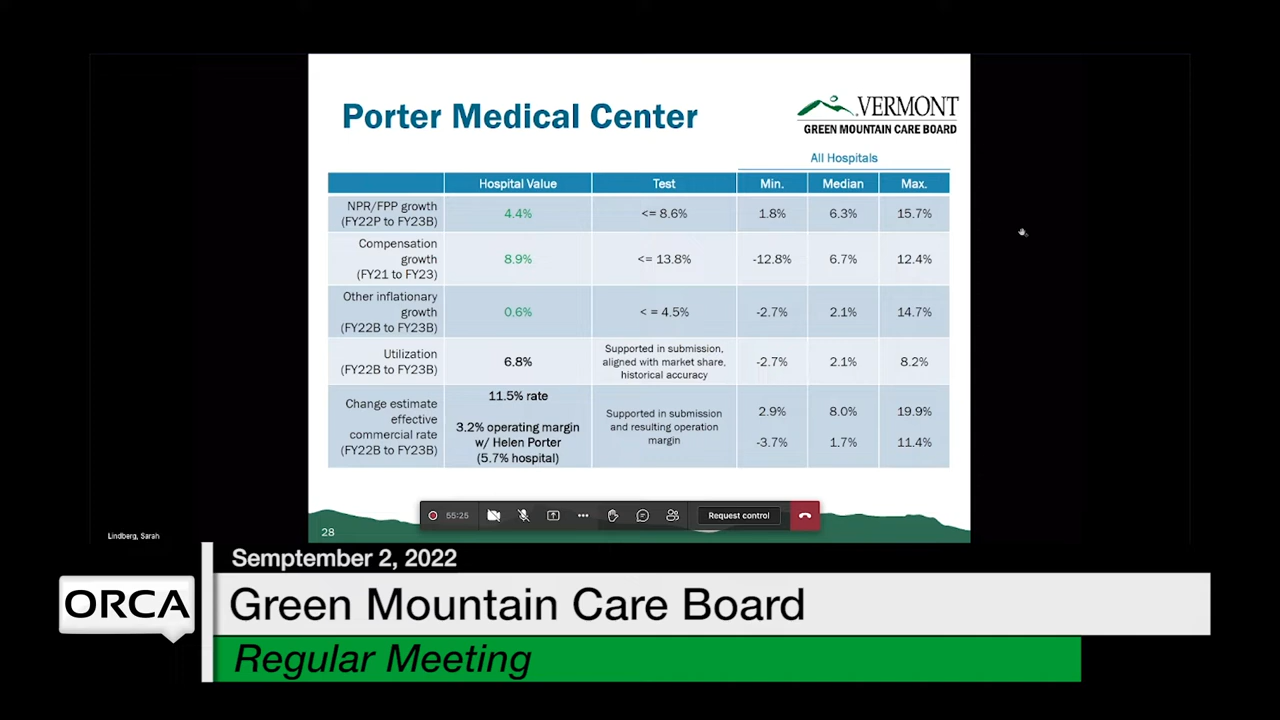 Porter Medical Center
VERMONT
GREEN MOUNTAIN CARE BOARD
All Hospitals
Hospital Value Test Min. Median Max.
NPR/FPP growth
(FY22P to FY23B)
4.4% <= 8.6% 1.8% 6.3% 15.7%
Compensation
growth
(FY21 to FY23)
8.9% <= 13.8% -12.8% 6.7% 12.4%
Other inflationary
growth
(FY22B to FY23B)
0.6% < = 4.5% -2.7% 2.1% 14.7%
Utilization
(FY22B to FY23B)
6.8%
Supported in submission,
aligned with market share,
historical accuracy
-2.7% 2.1% 8.2%
Change estimate
effective
commercial rate
(FY22B to FY23B)
11.5% rate
3.2% operating margin
w/ Helen Porter
(5.7% hospital)
Supported in submission
and resulting operation
margin
2.9% 8.0% 19.9%
-3.7% 1.7% 11.4%
55:25
Request control
28
Lindberg, Sarah
Semptember 2, 2022
ORCA
Green Mountain Care Board
Regular Meeting